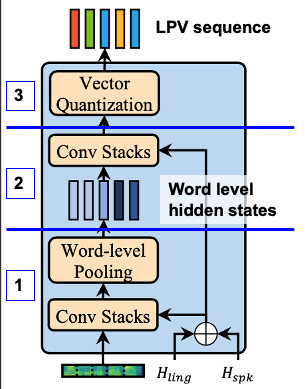 LPV sequence
3
Vector
Quantization
Conv Stacks
2
Word level
hidden states
Word-level
Pooling
1
Conv Stacks
H_ling
H_spk